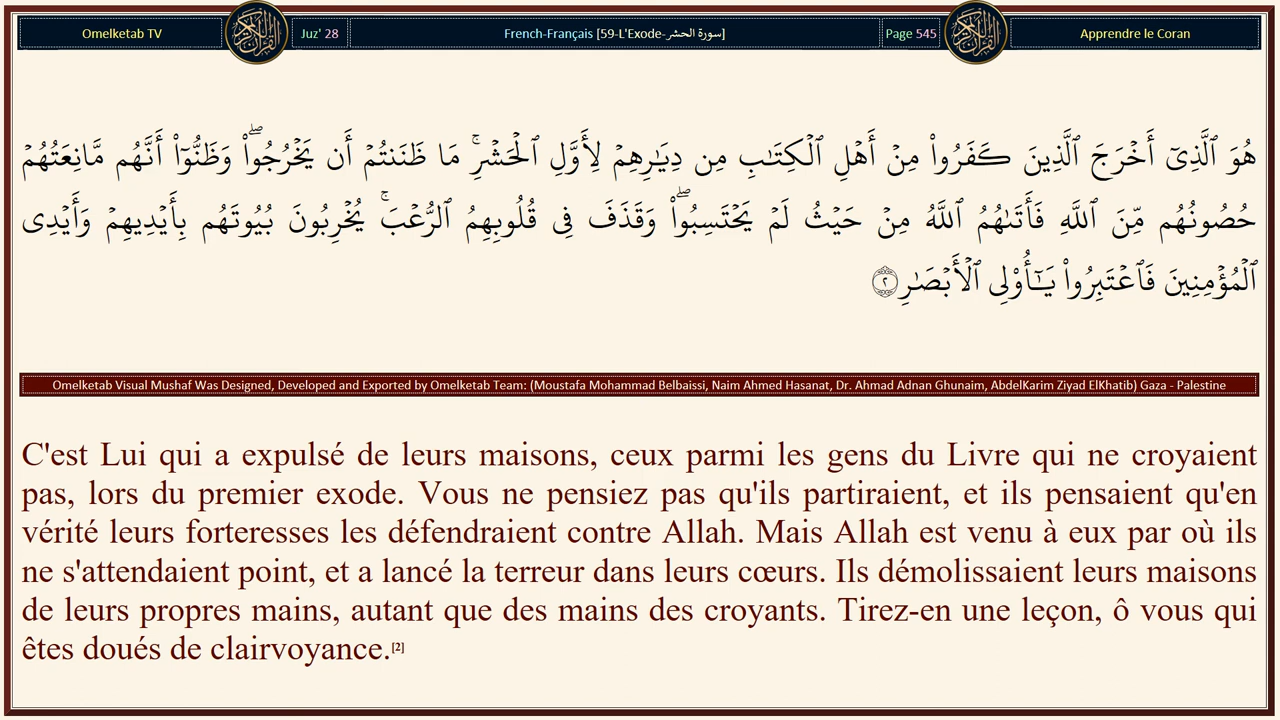 Omelketab TV
Juz' 28
French-Français [59-L'Exode-سورة الحشر]
Page 545
Apprendre le Coran
هُوَ ٱلَّذِىٓ أَخْرَجَ ٱلَّذِينَ كَفَرُوا۟ مِنْ أَهْلِ ٱلْكِتَـٰبِ مِن دِيَـٰرِهِمْ لِأَوَّلِ ٱلْحَشْرِ ۚ مَا ظَنَنتُمْ أَن يَخْرُجُوا۟ ۖ وَظَنُّوٓا۟ أَنَّهُم مَّانِعَتُهُمْ
حُصُونُهُم مِّنَ ٱللَّهِ فَأَتَىٰهُمُ ٱللَّهُ مِنْ حَيْثُ لَمْ يَحْتَسِبُوا۟ ۖ وَقَذَفَ فِى قُلُوبِهِمُ ٱلرُّعْبَ ۚ يُخْرِبُونَ بُيُوتَهُم بِأَيْدِيهِمْ وَأَيْدِى
ٱلْمُؤْمِنِينَ فَٱعْتَبِرُوا۟ يَـٰٓأُو۟لِى ٱلْأَبْصَـٰرِ ٢
Omelketab Visual Mushaf Was Designed, Developed and Exported by Omelketab Team: (Moustafa Mohammad Belbaissi, Naim Ahmed Hasanat, Dr. Ahmad Adnan Ghunaim, AbdelKarim Ziyad ElKhatib) Gaza - Palestine
C'est Lui qui a expulsé de leurs maisons, ceux parmi les gens du Livre qui ne croyaient
pas, lors du premier exode. Vous ne pensiez pas qu'ils partiraient, et ils pensaient qu'en
vérité leurs forteresses les défendraient contre Allah. Mais Allah est venu à eux par où ils
ne s'attendaient point, et a lancé la terreur dans leurs cœurs. Ils démolissaient leurs maisons
de leurs propres mains, autant que des mains des croyants. Tirez-en une leçon, ô vous qui
êtes doués de clairvoyance.[2]